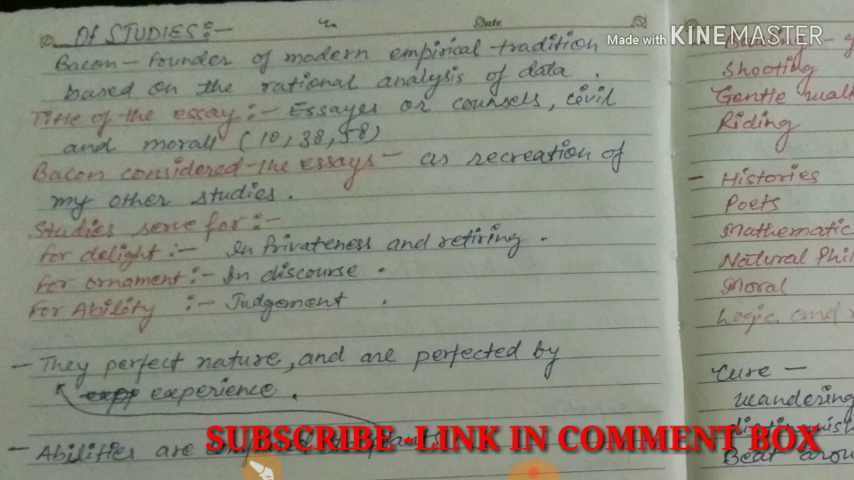 Of STUDIES:-
Date
Bacon - Founder of modern empirical tradition
based on the rational analysis of data.
Title of the essay:- Essayes or counsels, civil
and morall (10, 38, 58)
Bacon considered the essays - as recreation of
my other studies.
Studies serve for:-
For delight:- In Privateness and retiring.
For ornament:- In discourse.
For Ability:- Judgement.
- They perfect nature, and are perfected by
experience.
- Abilities are
Made with KINEMASTER
Shooting
Gentle
Riding
- Histories
Poets
Mathematic
Natural Phil
Moral
Logic and
Cure -
wandering
distinguish
Beat arou
SUBSCRIBE LINK IN COMMENT BOX